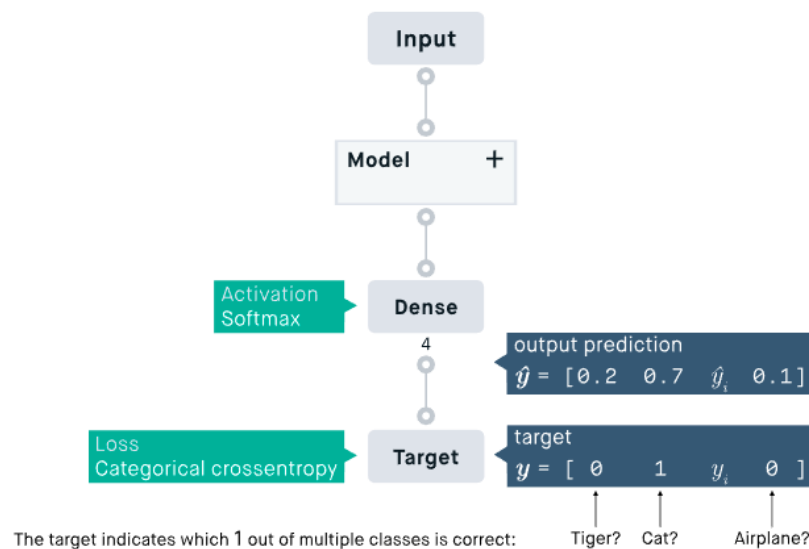 Input
Model +
Activation
Softmax
Dense
4
output prediction
ŷ = [0.2 0.7 ŷᵢ 0.1]
Loss
Categorical crossentropy
Target
target
y = [ 0 1 yᵢ 0 ]
The target indicates which 1 out of multiple classes is correct: Tiger? Cat? Airplane?